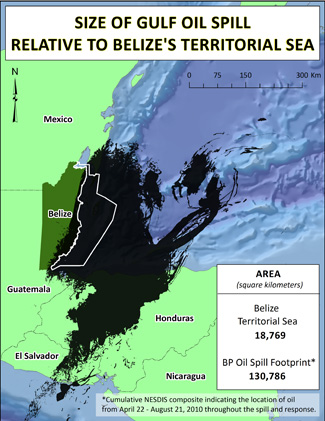 SIZE OF GULF OIL SPILL
RELATIVE TO BELIZE'S TERRITORIAL SEA
N
0 75 150 300 Km
Mexico
Belize
Guatemala
Honduras
El Salvador
Nicaragua
AREA
(square kilometers)
Belize
Territorial Sea
18,769
BP Oil Spill Footprint*
130,786
*Cumulative NESDIS composite indicating the location of oil
from April 22 - August 21, 2010 throughout the spill and response.